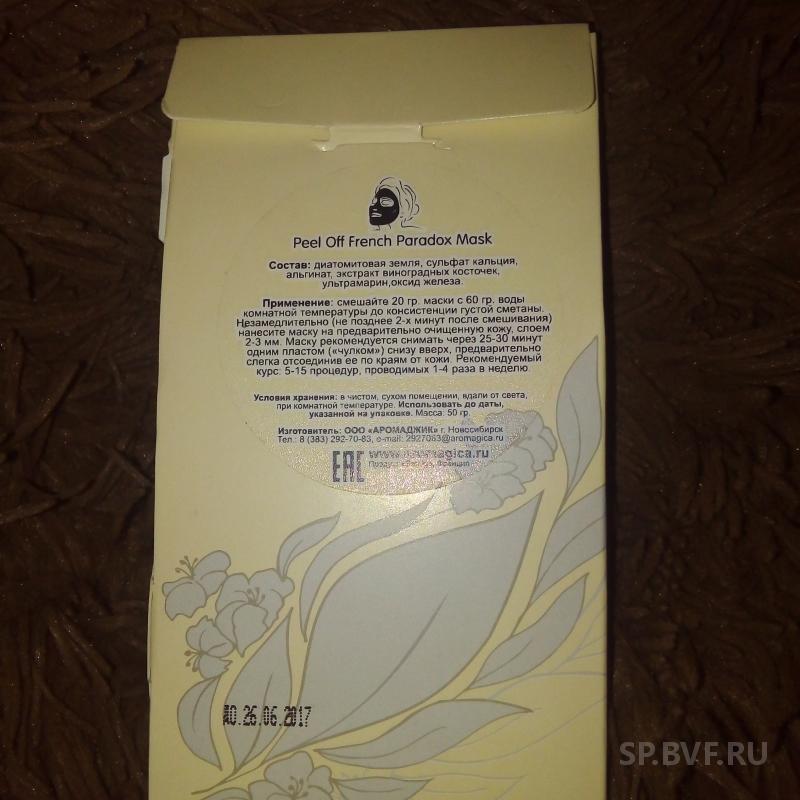 Peel Off French Paradox Mask
Состав: диатомитовая земля, сульфат кальция,
альгинат, экстракт виноградных косточек,
ультрамарин,оксид железа.
Применение: смешайте 20 гр. маски с 60 гр. воды
комнатной температуры до консистенции густой сметаны.
Незамедлительно (не позднее 2-х минут после смешивания)
нанесите маску на предварительно очищенную кожу, слоем
2-3 мм. Маску рекомендуется снимать через 25-30 минут
одним пластом («чулком») снизу вверх, предварительно
слегка отсоединив ее по краям от кожи. Рекомендуемый
курс: 5-15 процедур, проводимых 1-4 раза в неделю.
Условия хранения: в чистом, сухом помещении, вдали от света,
при комнатной температуре. Использовать до даты,
указанной на упаковке. Масса: 50 гр.
Изготовитель: ООО «АРОМАДЖИК» г. Новосибирск
Тел.: 8 (383) 292-70-83, e-mail: 2927083@aromagica.ru
EAC www.aromagica.ru
Франция
ДО 26.06.2017
SP.BVF.RU